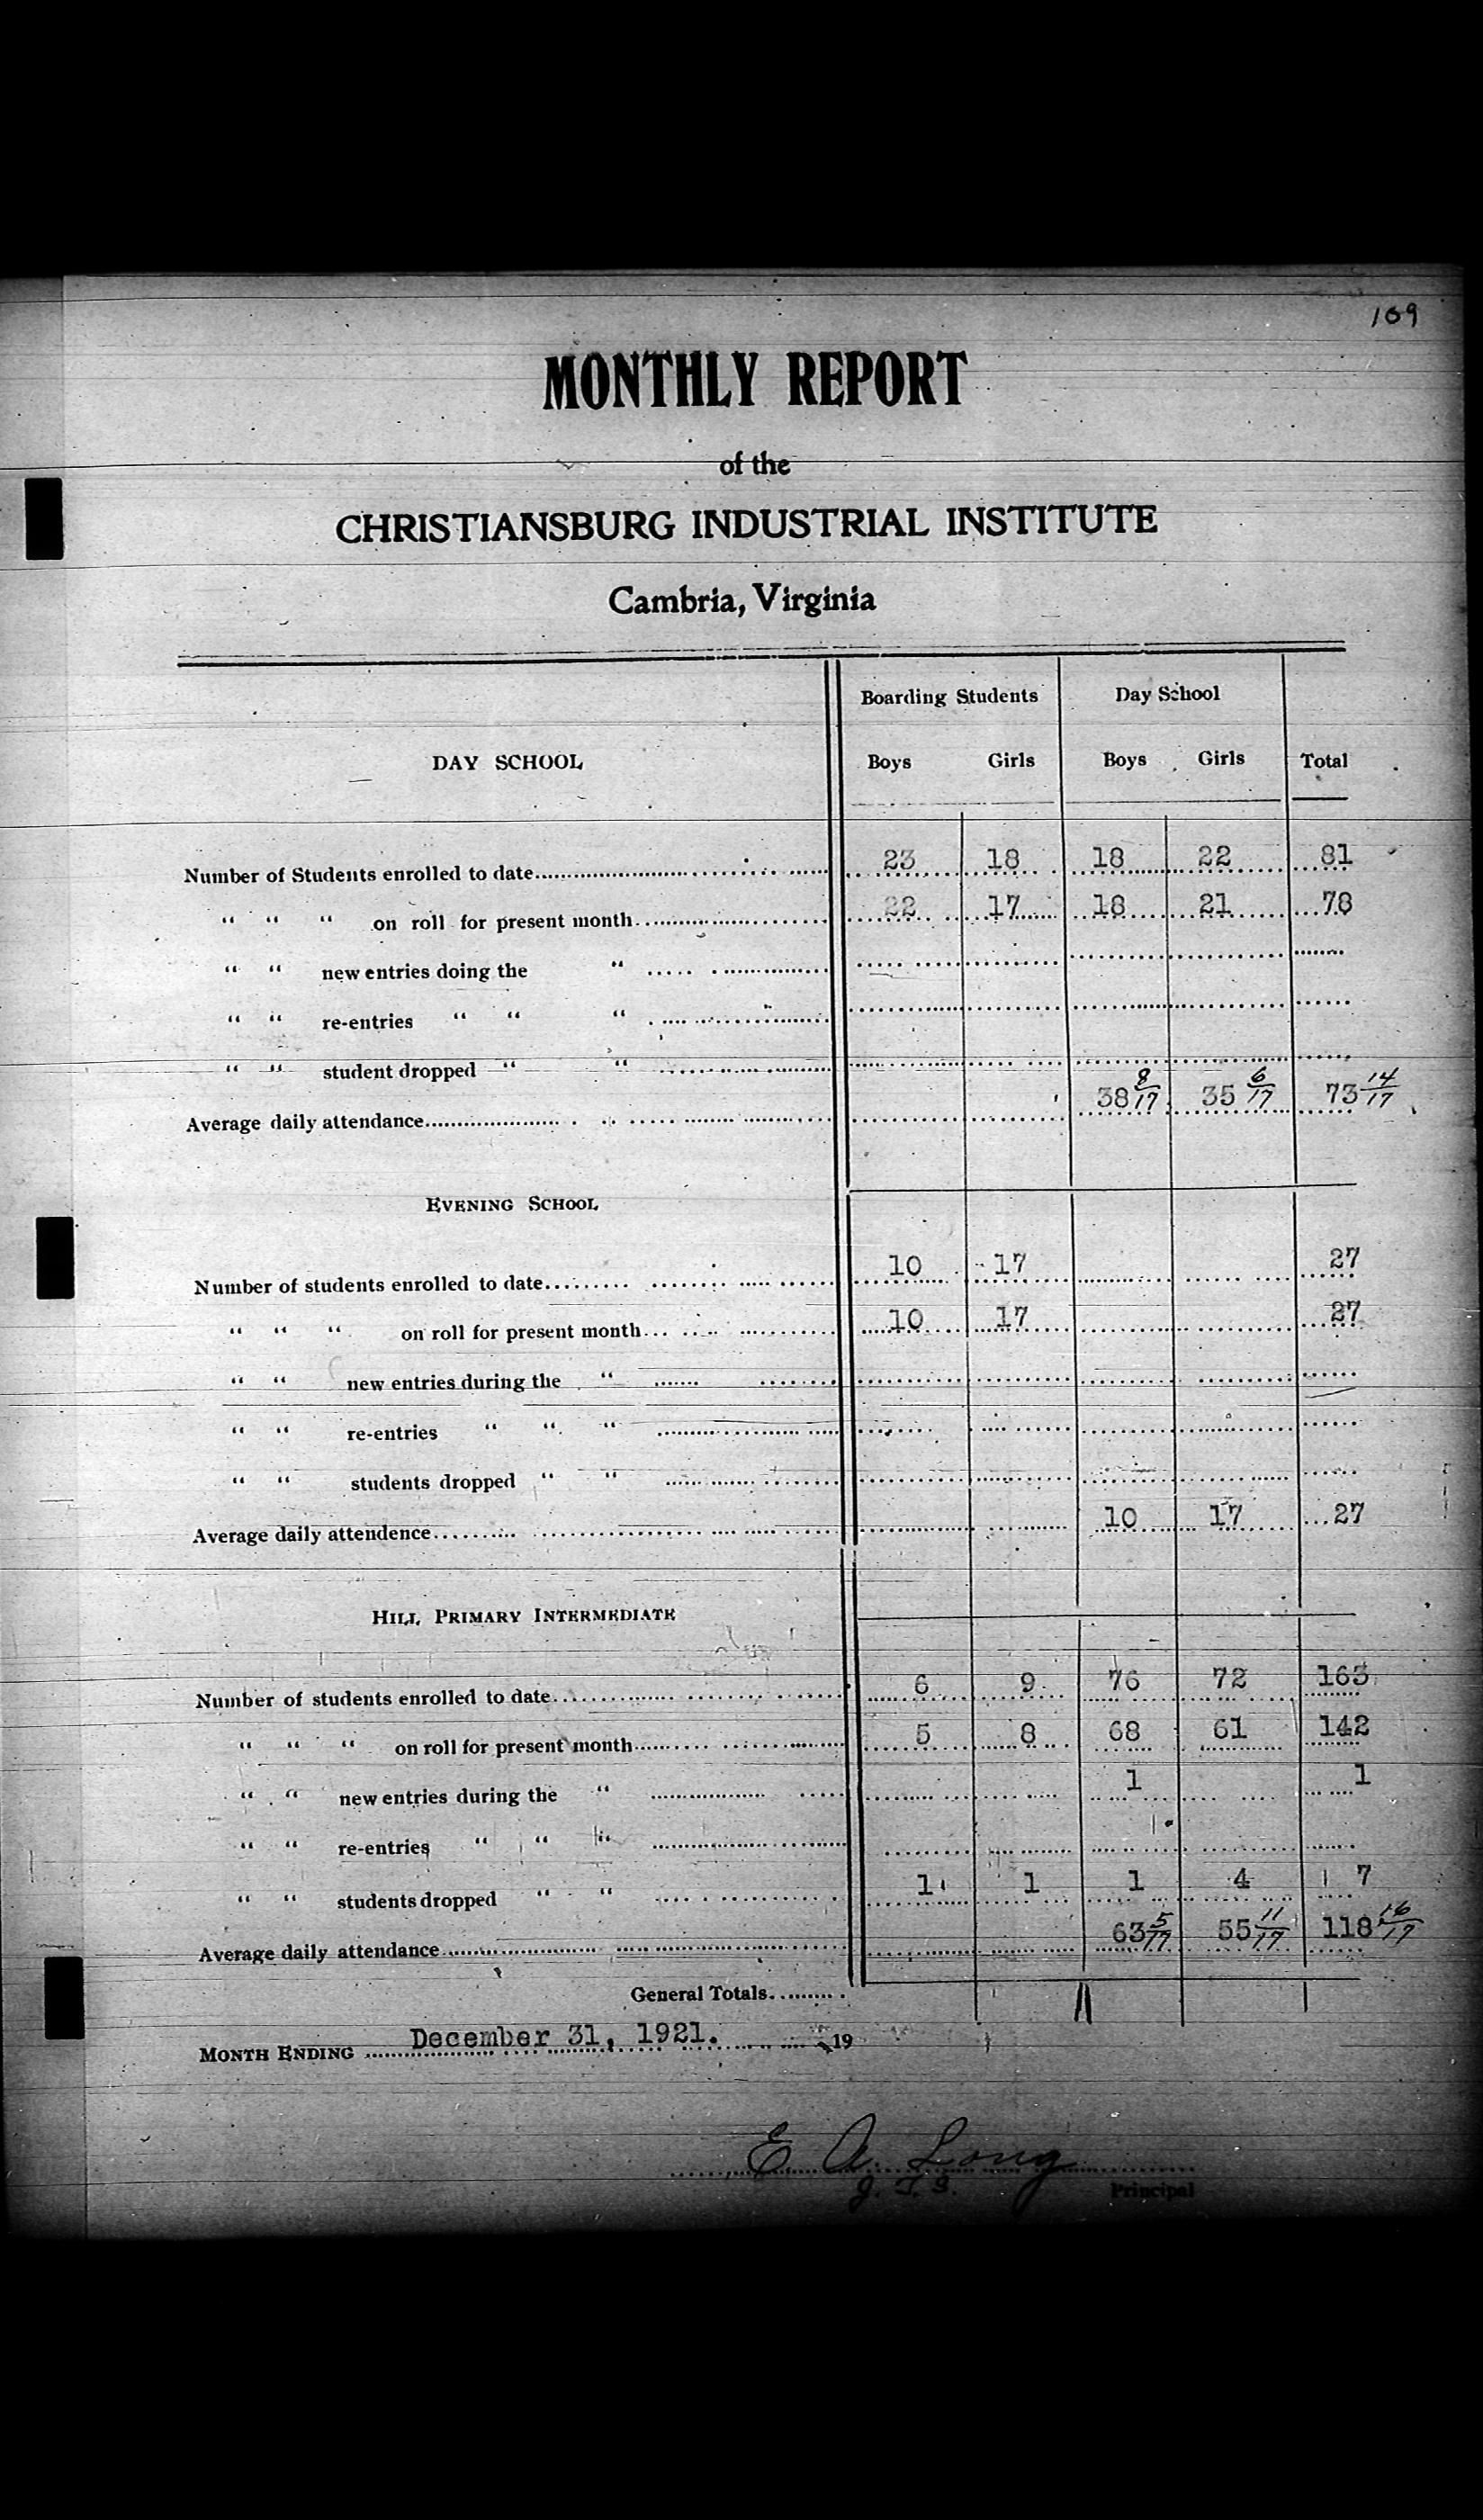 109
MONTHLY REPORT
of the
CHRISTIANSBURG INDUSTRIAL INSTITUTE
Cambria, Virginia
Boarding Students Day School
DAY SCHOOL Boys Girls Boys Girls Total
Number of Students enrolled to date 23 18 18 22 81
" " " on roll for present month 22 17 18 21 78
" " new entries doing the "
" " re-entries " " "
" " student dropped " "
Average daily attendance 38 8/17 35 6/17 73 14/17
EVENING SCHOOL
Number of students enrolled to date 10 17 27
" " " on roll for present month 10 17 27
" " new entries during the "
" " re-entries " " "
" " students dropped " "
Average daily attendence 10 17 27
HILL PRIMARY INTERMEDIATE
Number of students enrolled to date 6 9 76 72 163
" " " on roll for present month 5 8 68 61 142
" " new entries during the " 1 1
" " re-entries " " "
" " students dropped " " 1 1 1 4 7
Average daily attendance 63 5/17 55 11/17 118 16/17
General Totals
MONTH ENDING December 31, 1921. 19
E. A. Long
Principal